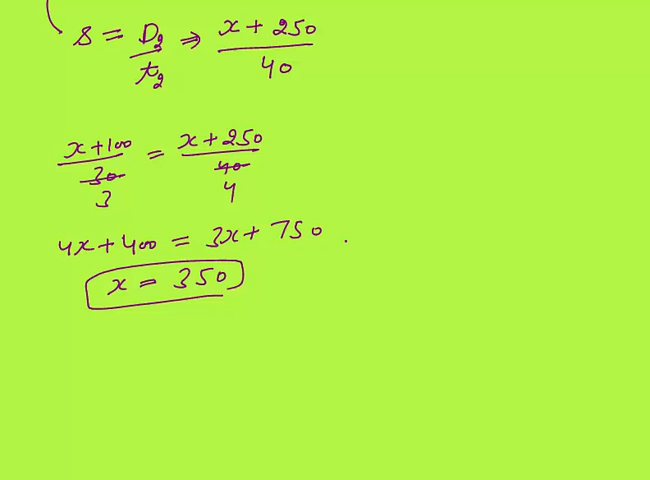 s = D2/t2 ⇒ x + 250/40
x + 100/30 = x + 250/40
3 4
4x + 400 = 3x + 750 .
x = 350